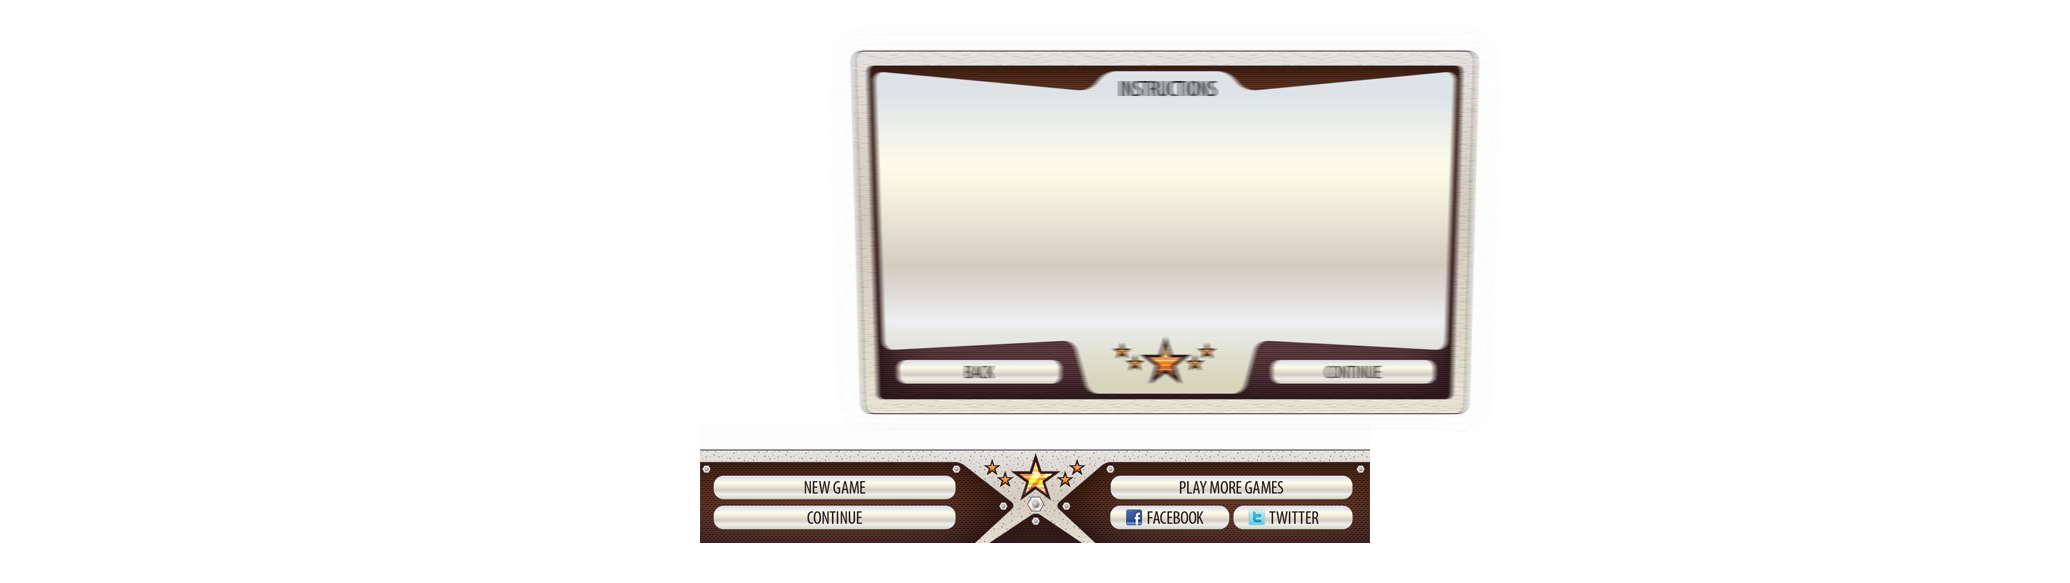 INSTRUCTIONS
BACK
CONTINUE
NEW GAME
PLAY MORE GAMES
CONTINUE
FACEBOOK
TWITTER